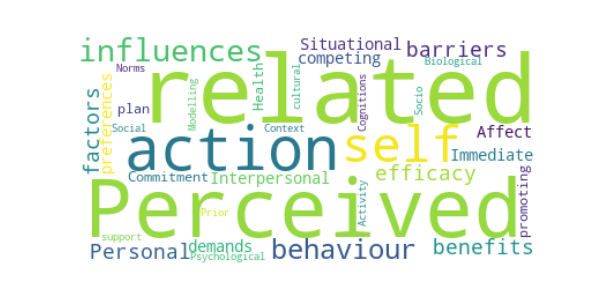 influences
Situational
barriers
competing
Biological
Norms
related
Health
cultural
Modelling
Cognitions
Socio
factors
preferences
plan
Social
Context
action
self
Affect
Immediate
Commitment
Interpersonal
efficacy
promoting
Perceived
Activity
Prior
support
Personal
demands
Psychological
behaviour
benefits